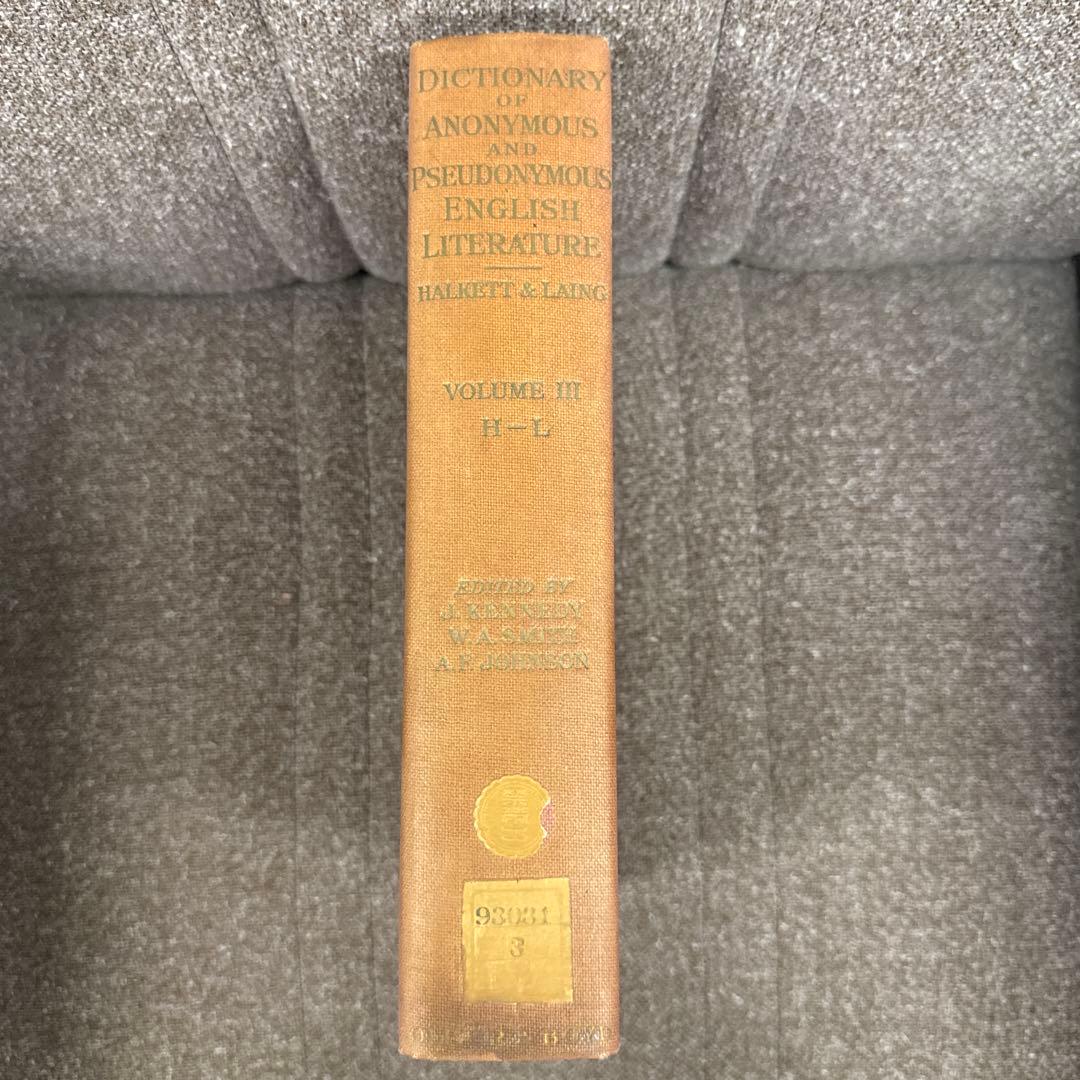 DICTIONARY
OF
ANONYMOUS
AND
PSEUDONYMOUS
ENGLISH
LITERATURE
HALKETT & LAING
VOLUME III
H–L
EDITED BY
J. KENNEDY
W. A. SMITH
A. F. JOHNSON
93031
3